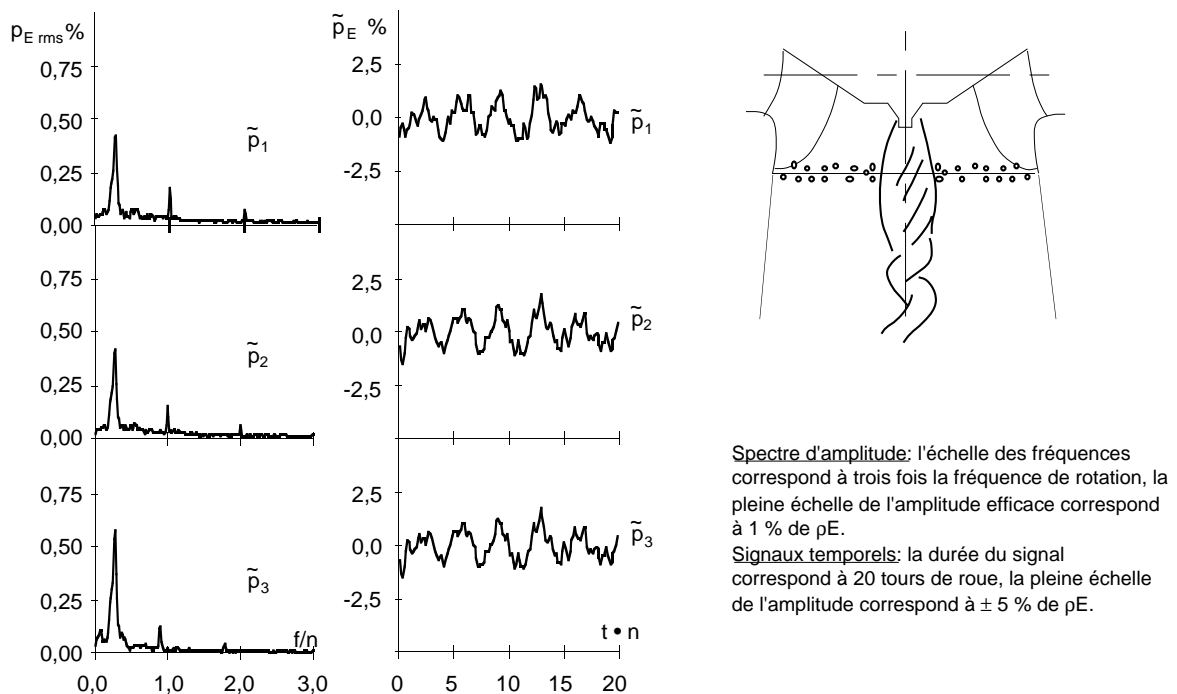 p̃E rms%
0,75
0,50
0,25
0,00
p̃1
0,75
0,50
0,25
0,00
p̃2
0,75
0,50
0,25
0,00
p̃3
f/n
0,0 1,0 2,0 3,0
p̃E %
2,5
0,0
-2,5
p̃1
2,5
0,0
-2,5
p̃2
2,5
0,0
-2,5
p̃3
t • n
0 5 10 15 20
Spectre d'amplitude: l'échelle des fréquences
correspond à trois fois la fréquence de rotation, la
pleine échelle de l'amplitude efficace correspond
à 1 % de ρE.
Signaux temporels: la durée du signal
correspond à 20 tours de roue, la pleine échelle
de l'amplitude correspond à ± 5 % de ρE.